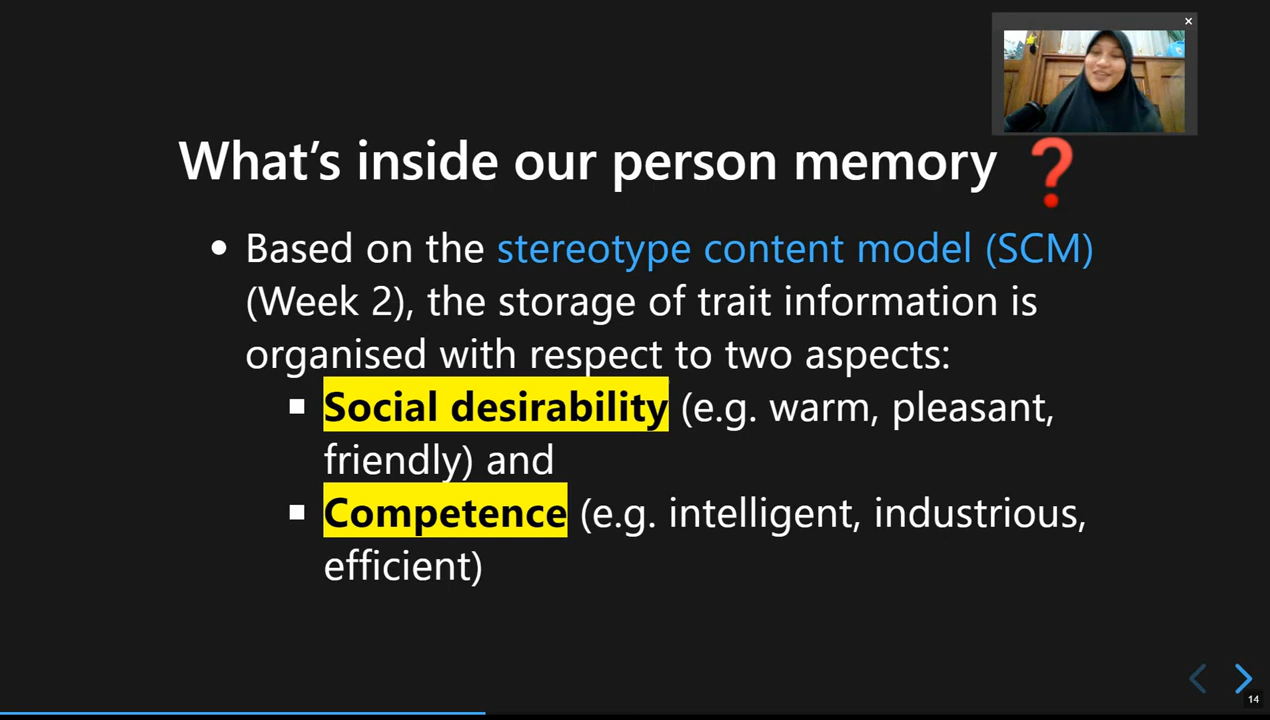 What’s inside our person memory ❓
• Based on the stereotype content model (SCM)
(Week 2), the storage of trait information is
organised with respect to two aspects:
▪ Social desirability (e.g. warm, pleasant,
friendly) and
▪ Competence (e.g. intelligent, industrious,
efficient)
14